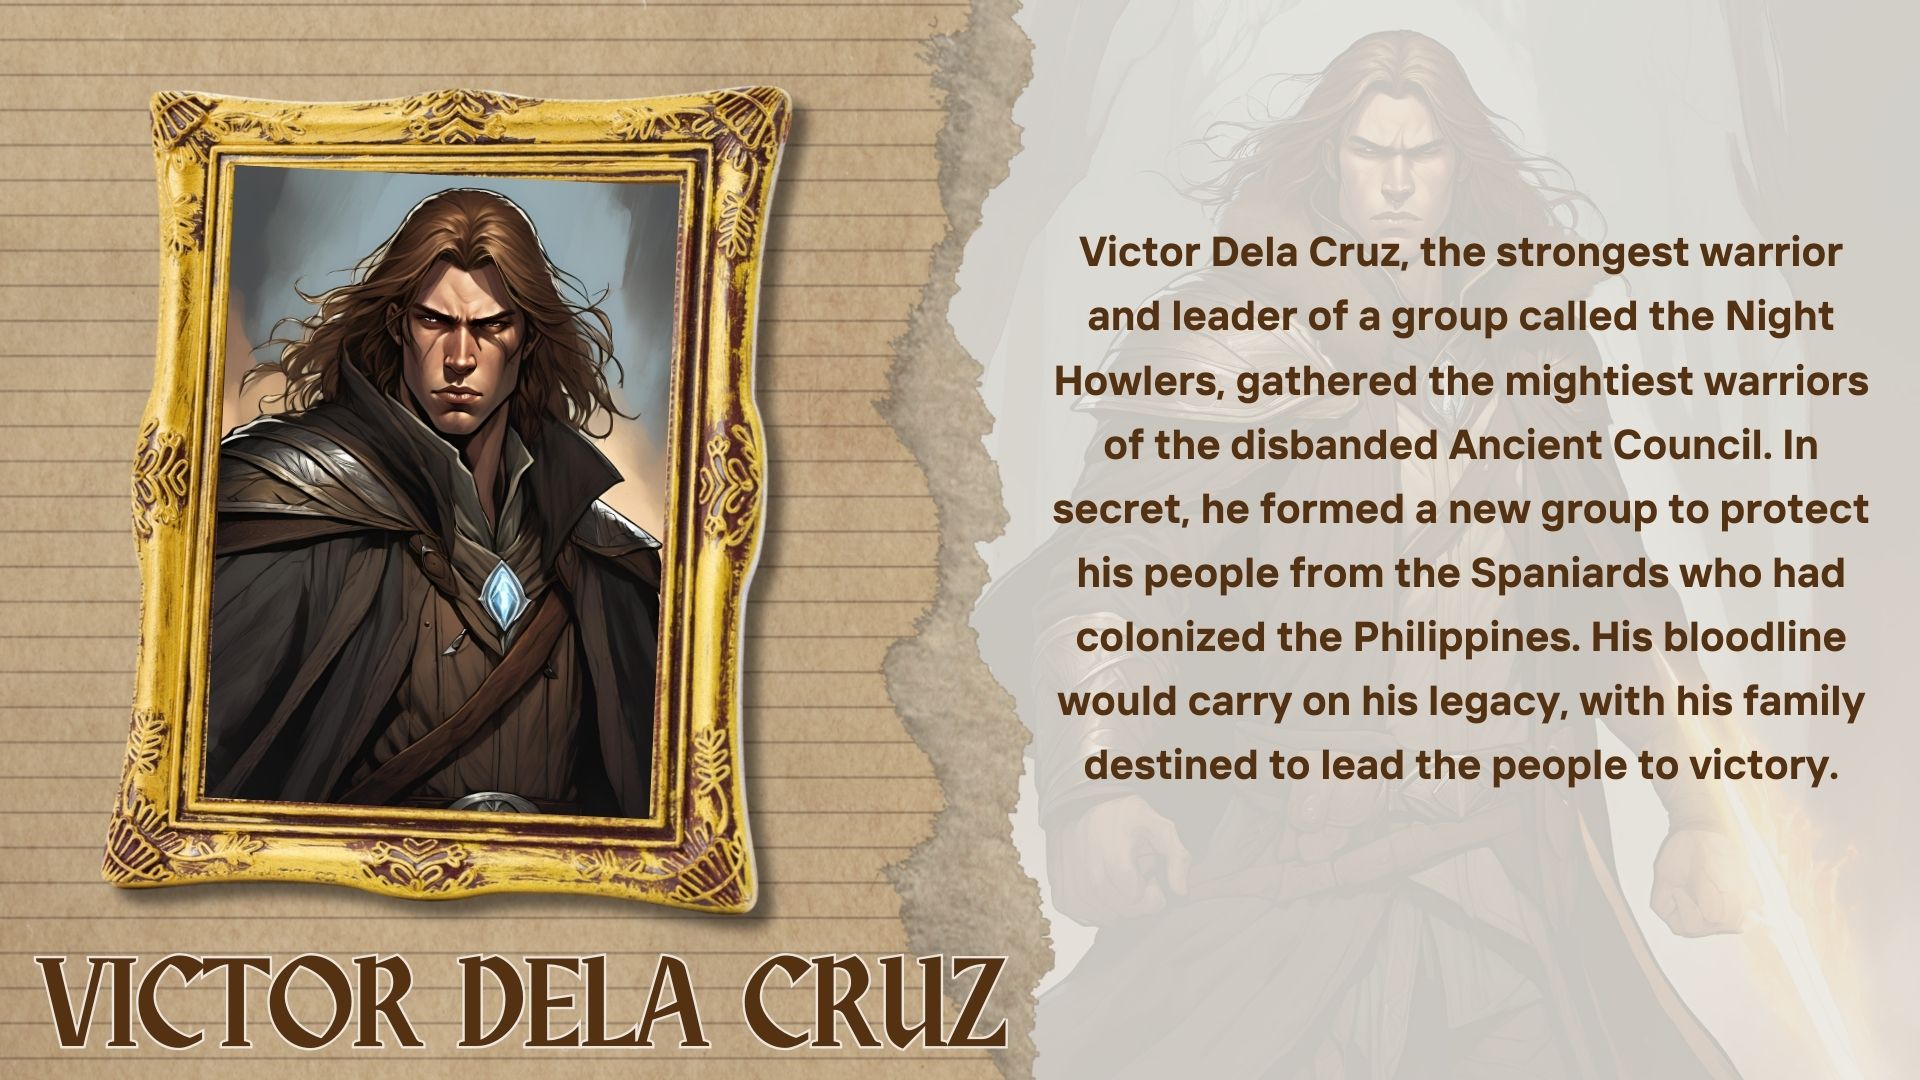 Victor Dela Cruz, the strongest warrior
and leader of a group called the Night
Howlers, gathered the mightiest warriors
of the disbanded Ancient Council. In
secret, he formed a new group to protect
his people from the Spaniards who had
colonized the Philippines. His bloodline
would carry on his legacy, with his family
destined to lead the people to victory.
VICTOR DELA CRUZ